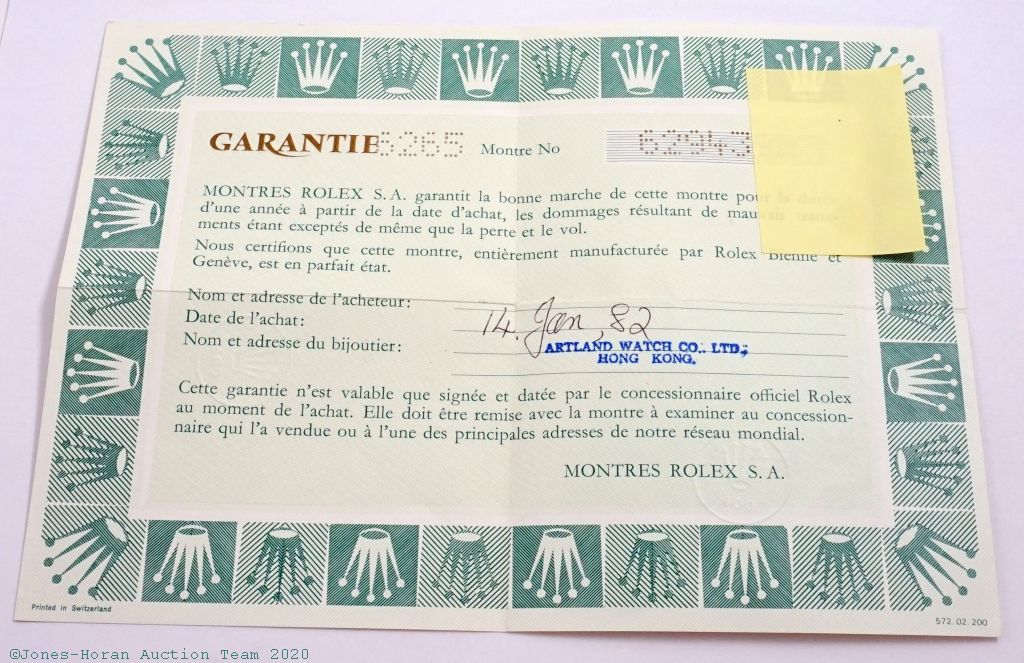 GARANTIE 6265 Montre No 62943
MONTRES ROLEX S.A. garantit la bonne marche de cette montre pour la durée
d'une année à partir de la date d'achat, les dommages résultant de mauvais traite-
ments étant exceptés de même que la perte et le vol.
Nous certifions que cette montre, entièrement manufacturée par Rolex Bienne et
Genève, est en parfait état.
Nom et adresse de l'acheteur:
Date de l'achat: 14. Jan, 82
Nom et adresse du bijoutier: ARTLAND WATCH CO., LTD.,
HONG KONG.
Cette garantie n'est valable que signée et datée par le concessionnaire officiel Rolex
au moment de l'achat. Elle doit être remise avec la montre à examiner au concession-
naire qui l'a vendue ou à l'une des principales adresses de notre réseau mondial.
MONTRES ROLEX S.A.
Printed in Switzerland
572.02.200
©Jones-Horan Auction Team 2020